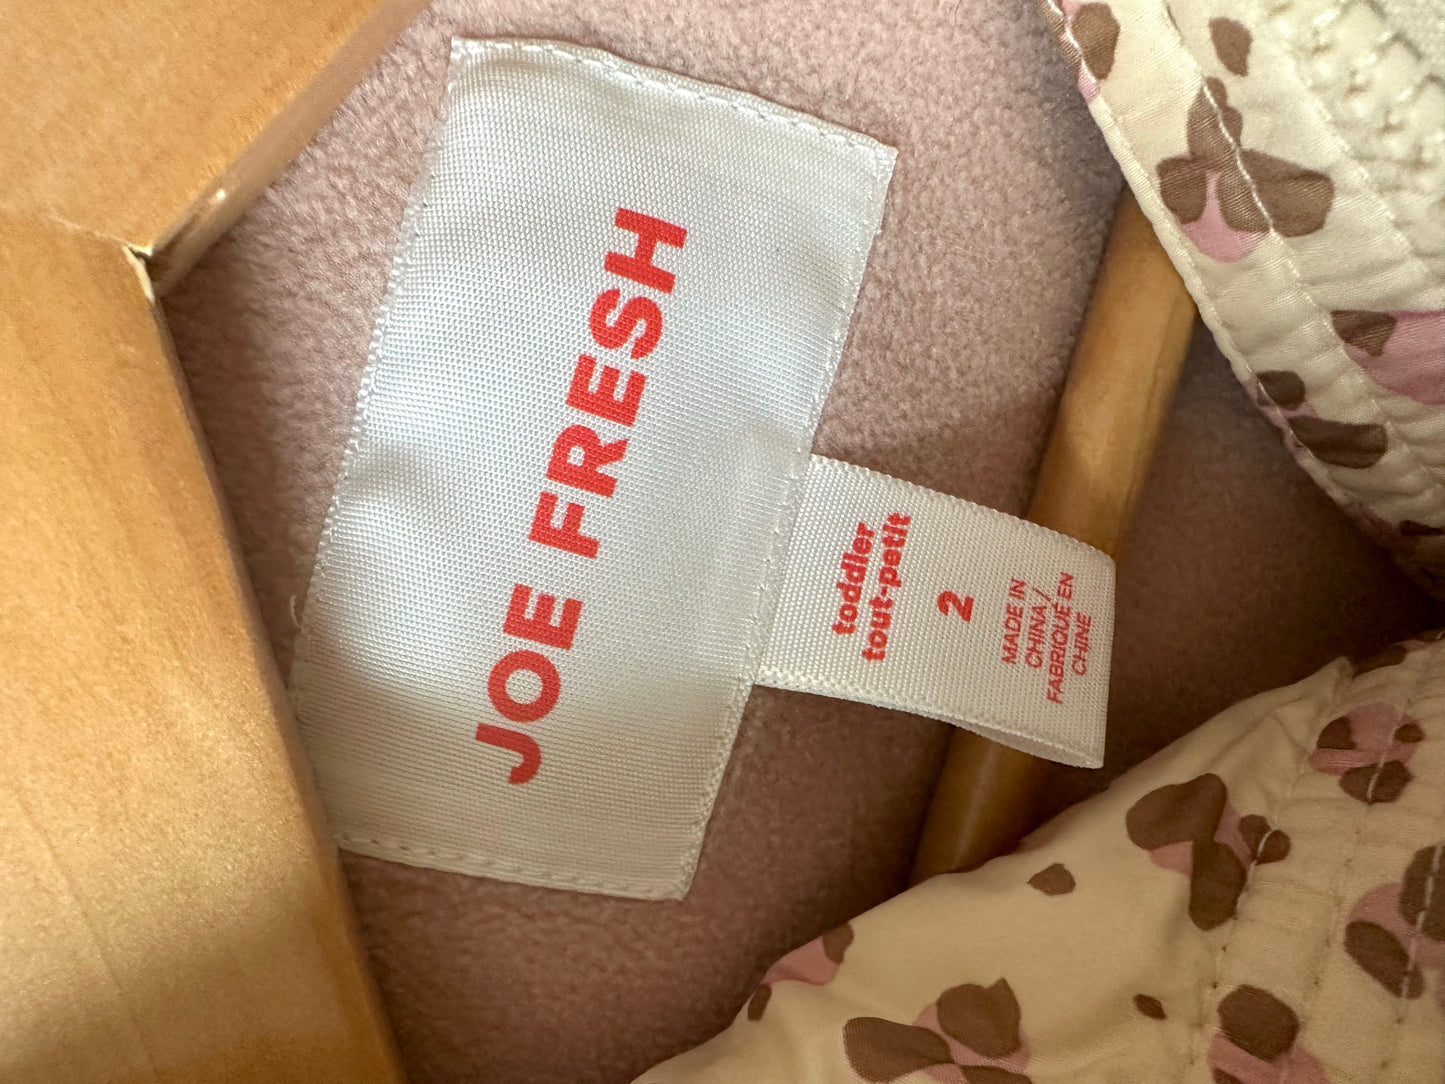 JOE FRESH
toddler
tout-petit
2
MADE IN
CHINA/
FABRIQUÉ EN
CHINE